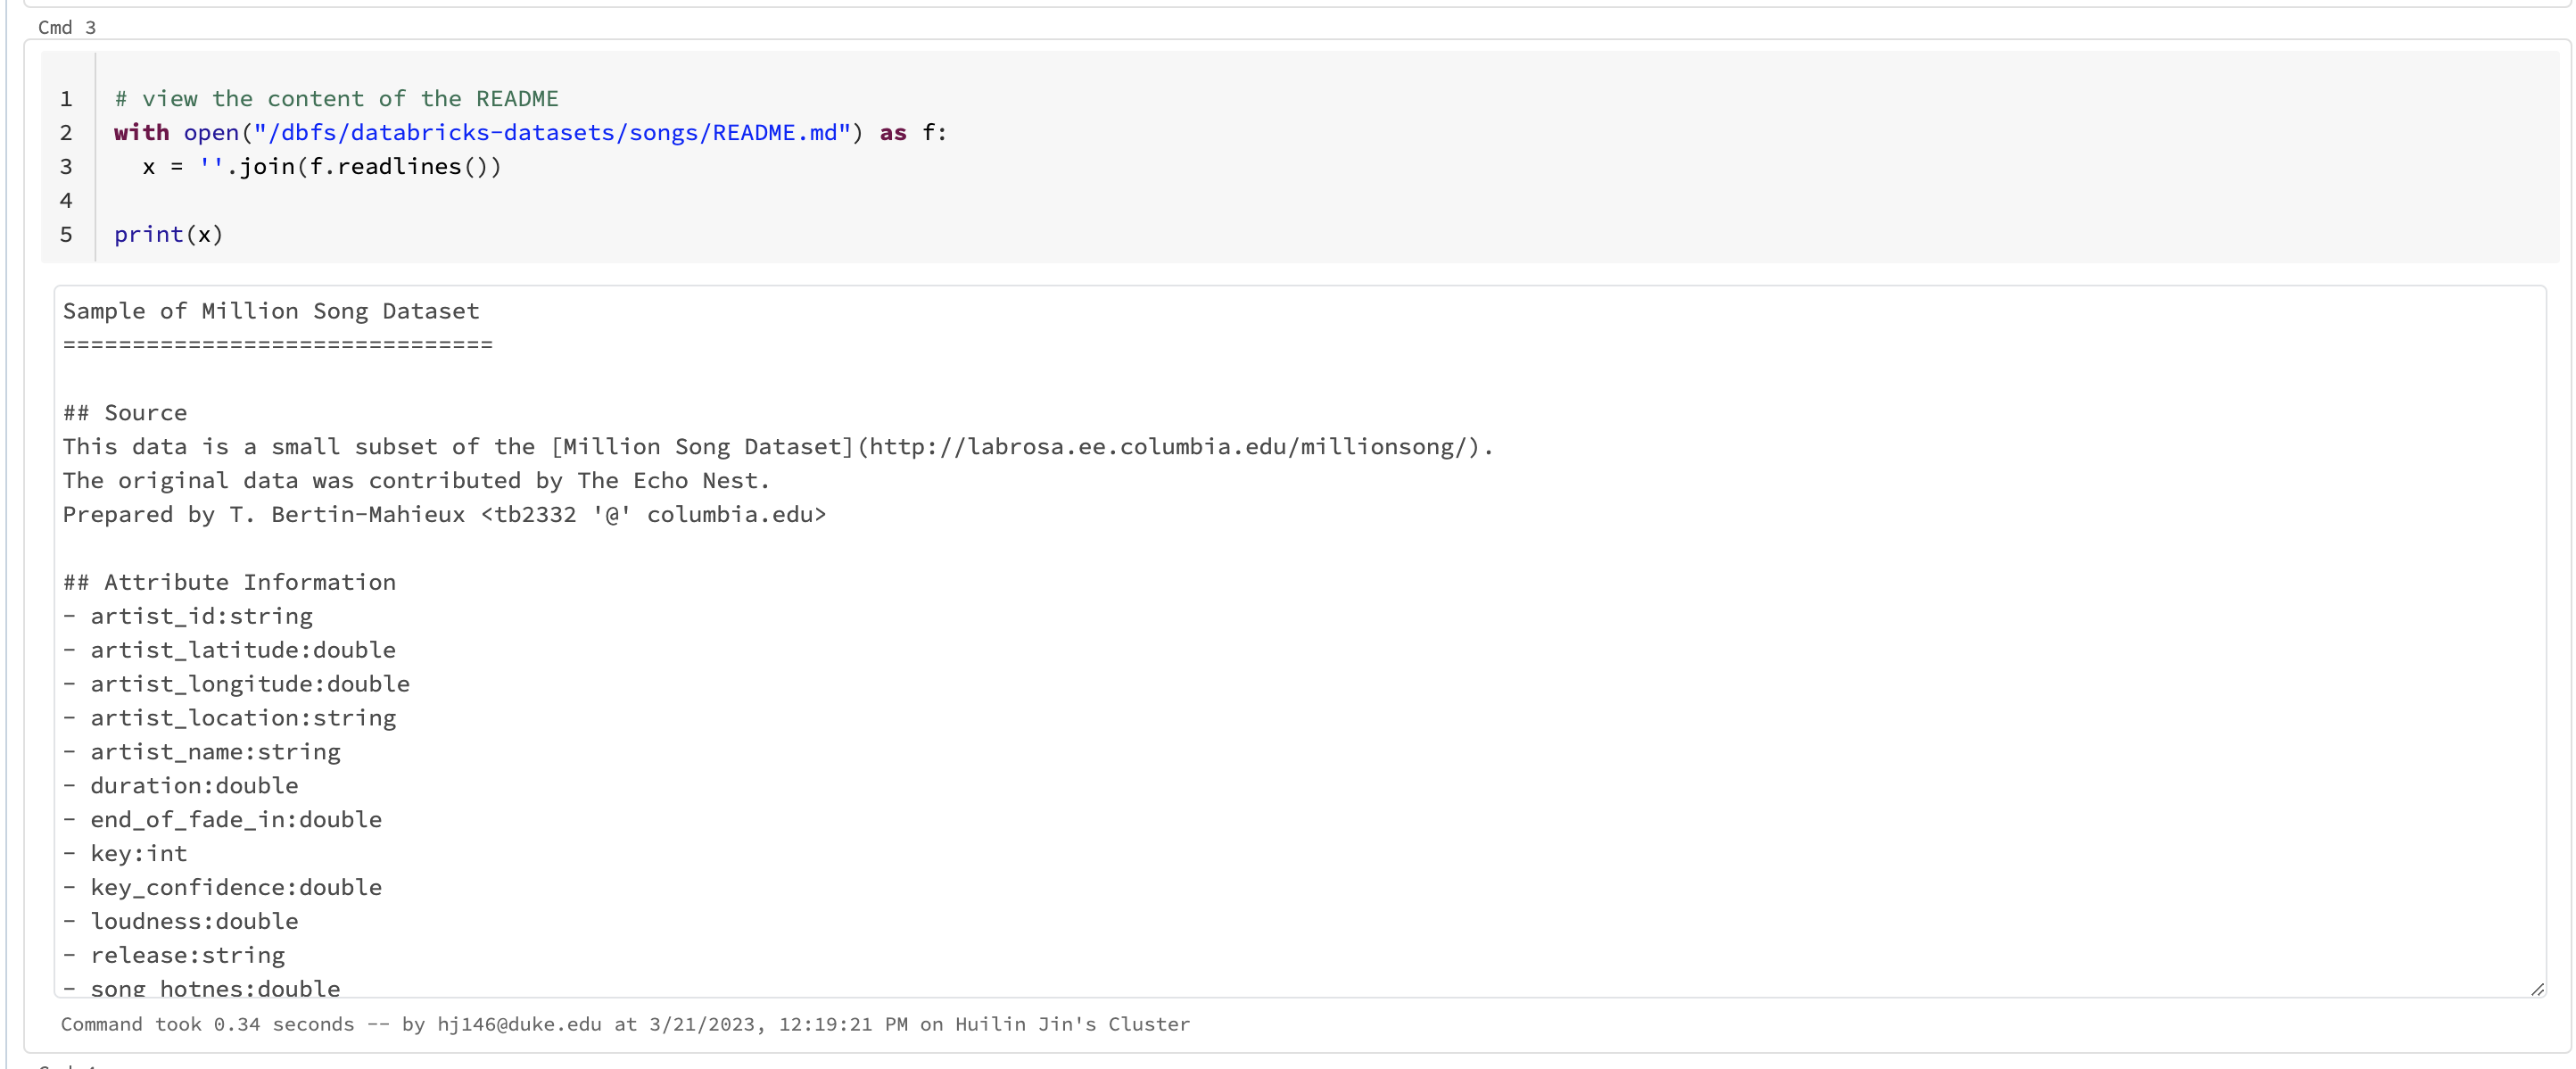 Cmd 3
1 # view the content of the README
2 with open("/dbfs/databricks-datasets/songs/README.md") as f:
3   x = ''.join(f.readlines())
4
5 print(x)
Sample of Million Song Dataset
===============================
## Source
This data is a small subset of the [Million Song Dataset](http://labrosa.ee.columbia.edu/millionsong/).
The original data was contributed by The Echo Nest.
Prepared by T. Bertin-Mahieux <tb2332 '@' columbia.edu>
## Attribute Information
- artist_id:string
- artist_latitude:double
- artist_longitude:double
- artist_location:string
- artist_name:string
- duration:double
- end_of_fade_in:double
- key:int
- key_confidence:double
- loudness:double
- release:string
- song_hotnes:double
Command took 0.34 seconds -- by hj146@duke.edu at 3/21/2023, 12:19:21 PM on Huilin Jin's Cluster